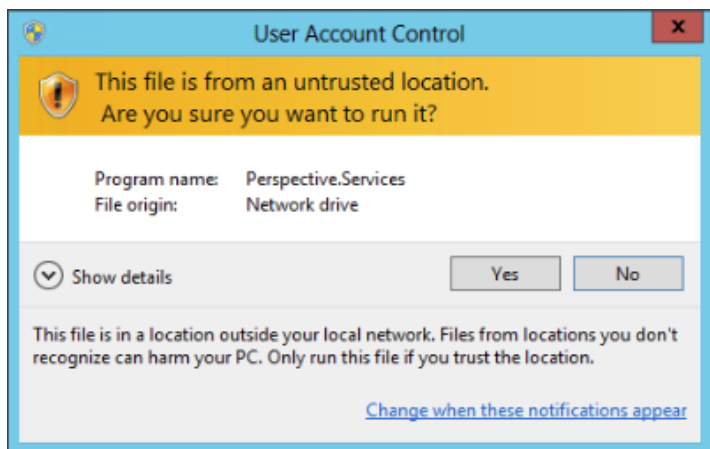 User Account Control
x
This file is from an untrusted location.
Are you sure you want to run it?
Program name: Perspective.Services
File origin: Network drive
Show details Yes No
This file is in a location outside your local network. Files from locations you don't
recognize can harm your PC. Only run this file if you trust the location.
Change when these notifications appear